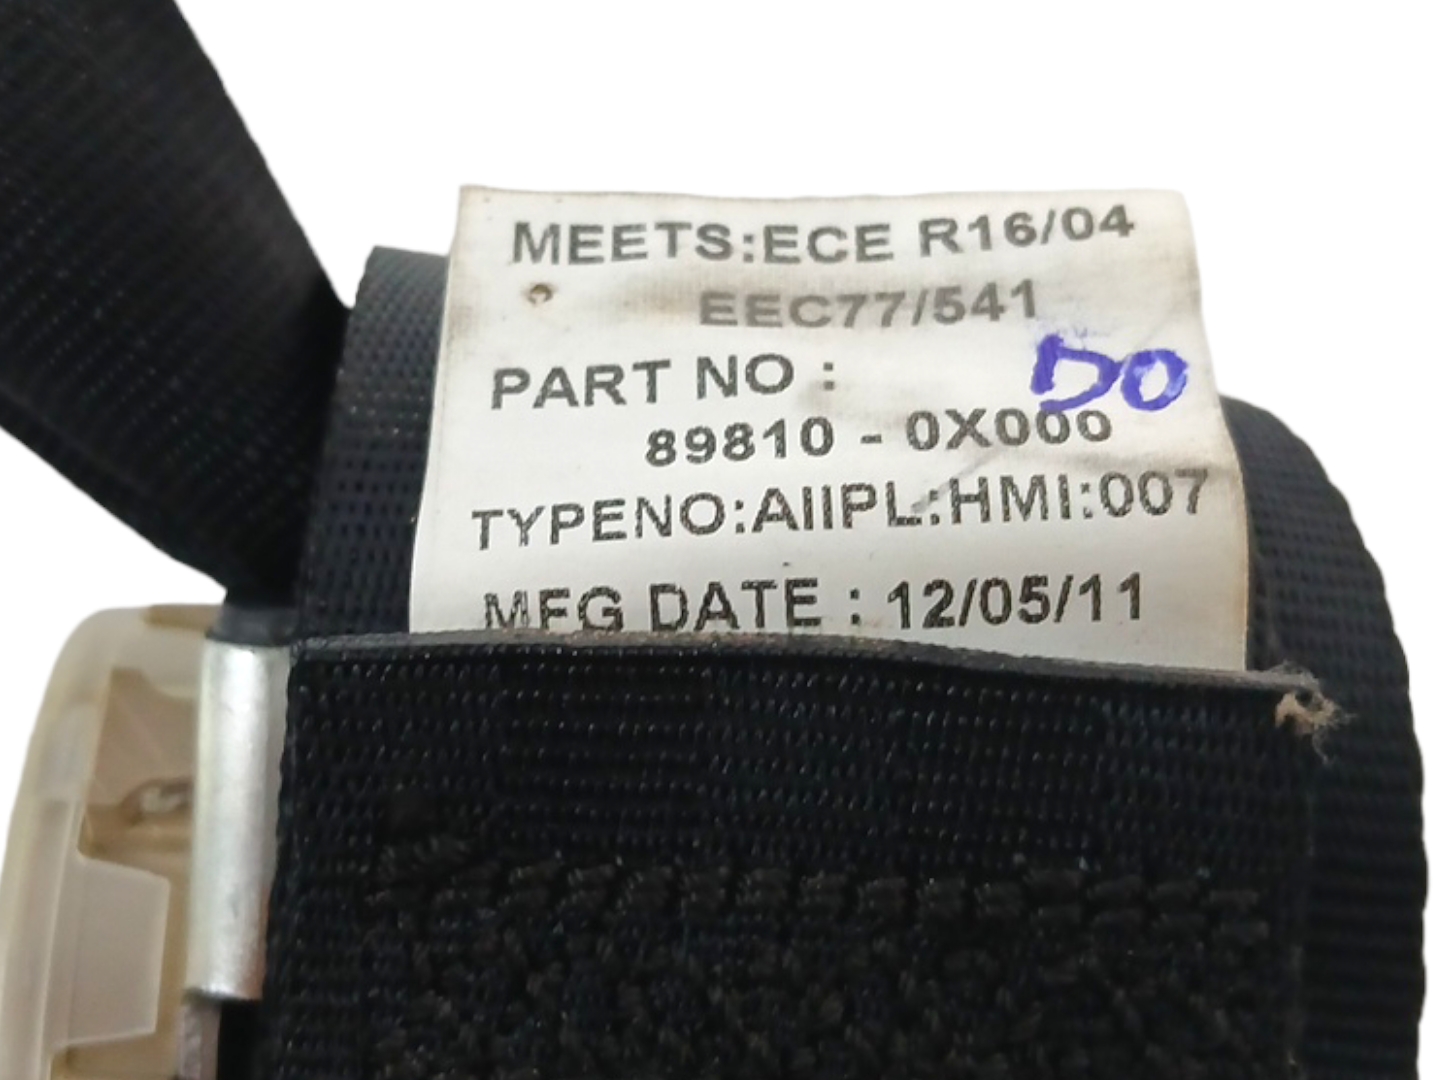 MEETS:ECE R16/04
EEC77/541
PART NO :
DO
89810 - 0X000
TYPENO:AIIPL:HMI:007
MFG DATE : 12/05/11